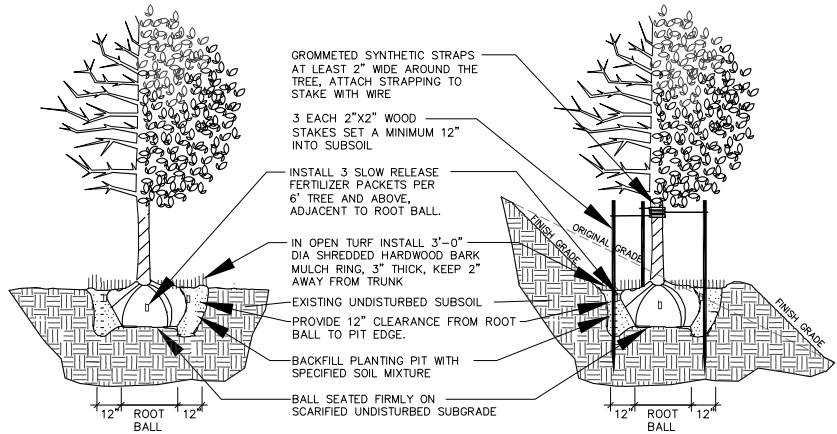 GROMMETED SYNTHETIC STRAPS
AT LEAST 2" WIDE AROUND THE
TREE, ATTACH STRAPPING TO
STAKE WITH WIRE
3 EACH 2"X2" WOOD
STAKES SET A MINIMUM 12"
INTO SUBSOIL
INSTALL 3 SLOW RELEASE
FERTILIZER PACKETS PER
6' TREE AND ABOVE,
ADJACENT TO ROOT BALL.
IN OPEN TURF INSTALL 3'-0"
DIA SHREDDED HARDWOOD BARK
MULCH RING, 3" THICK, KEEP 2"
AWAY FROM TRUNK
EXISTING UNDISTURBED SUBSOIL
PROVIDE 12" CLEARANCE FROM ROOT
BALL TO PIT EDGE.
BACKFILL PLANTING PIT WITH
SPECIFIED SOIL MIXTURE
BALL SEATED FIRMLY ON
SCARIFIED UNDISTURBED SUBGRADE
FINISH GRADE
ORIGINAL GRADE
FINISH GRADE
12" ROOT 12"
BALL
12" ROOT 12"
BALL